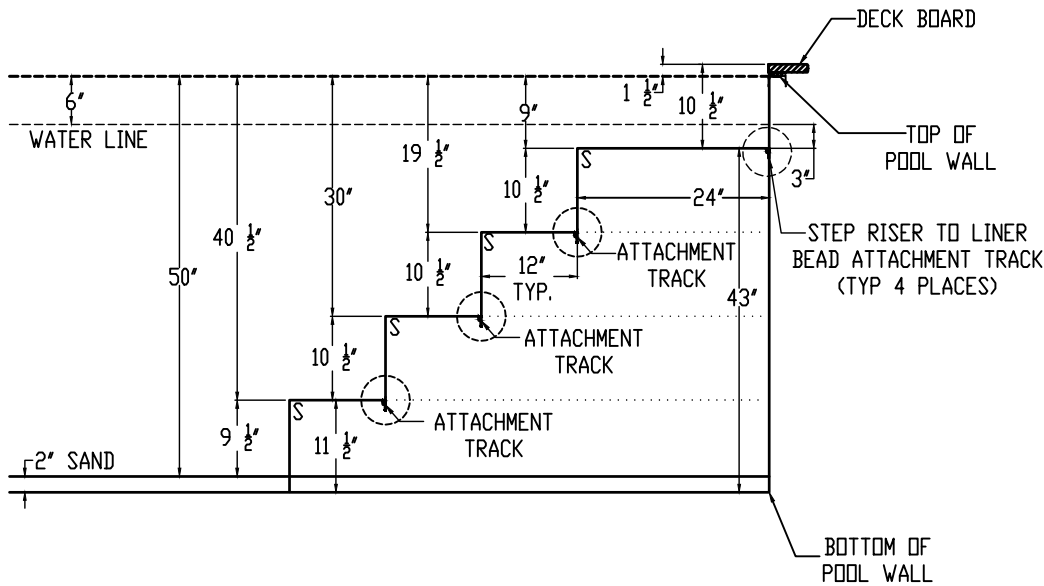 DECK BOARD
1 1/2"
10 1/2"
6"
9"
WATER LINE
TOP OF
POOL WALL
19 1/2"
S
3"
10 1/2"
24"
30"
40 1/2"
S
ATTACHMENT
TRACK
STEP RISER TO LINER
BEAD ATTACHMENT TRACK
(TYP 4 PLACES)
50"
10 1/2"
12"
TYP.
43"
S
ATTACHMENT
TRACK
10 1/2"
S
ATTACHMENT
TRACK
9 1/2"
11 1/2"
2" SAND
BOTTOM OF
POOL WALL